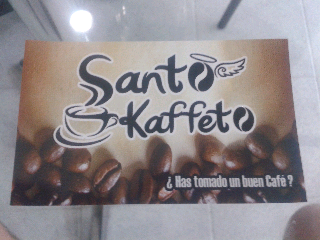 Santo
Kaffeto
¿Has tomado un buen Café?